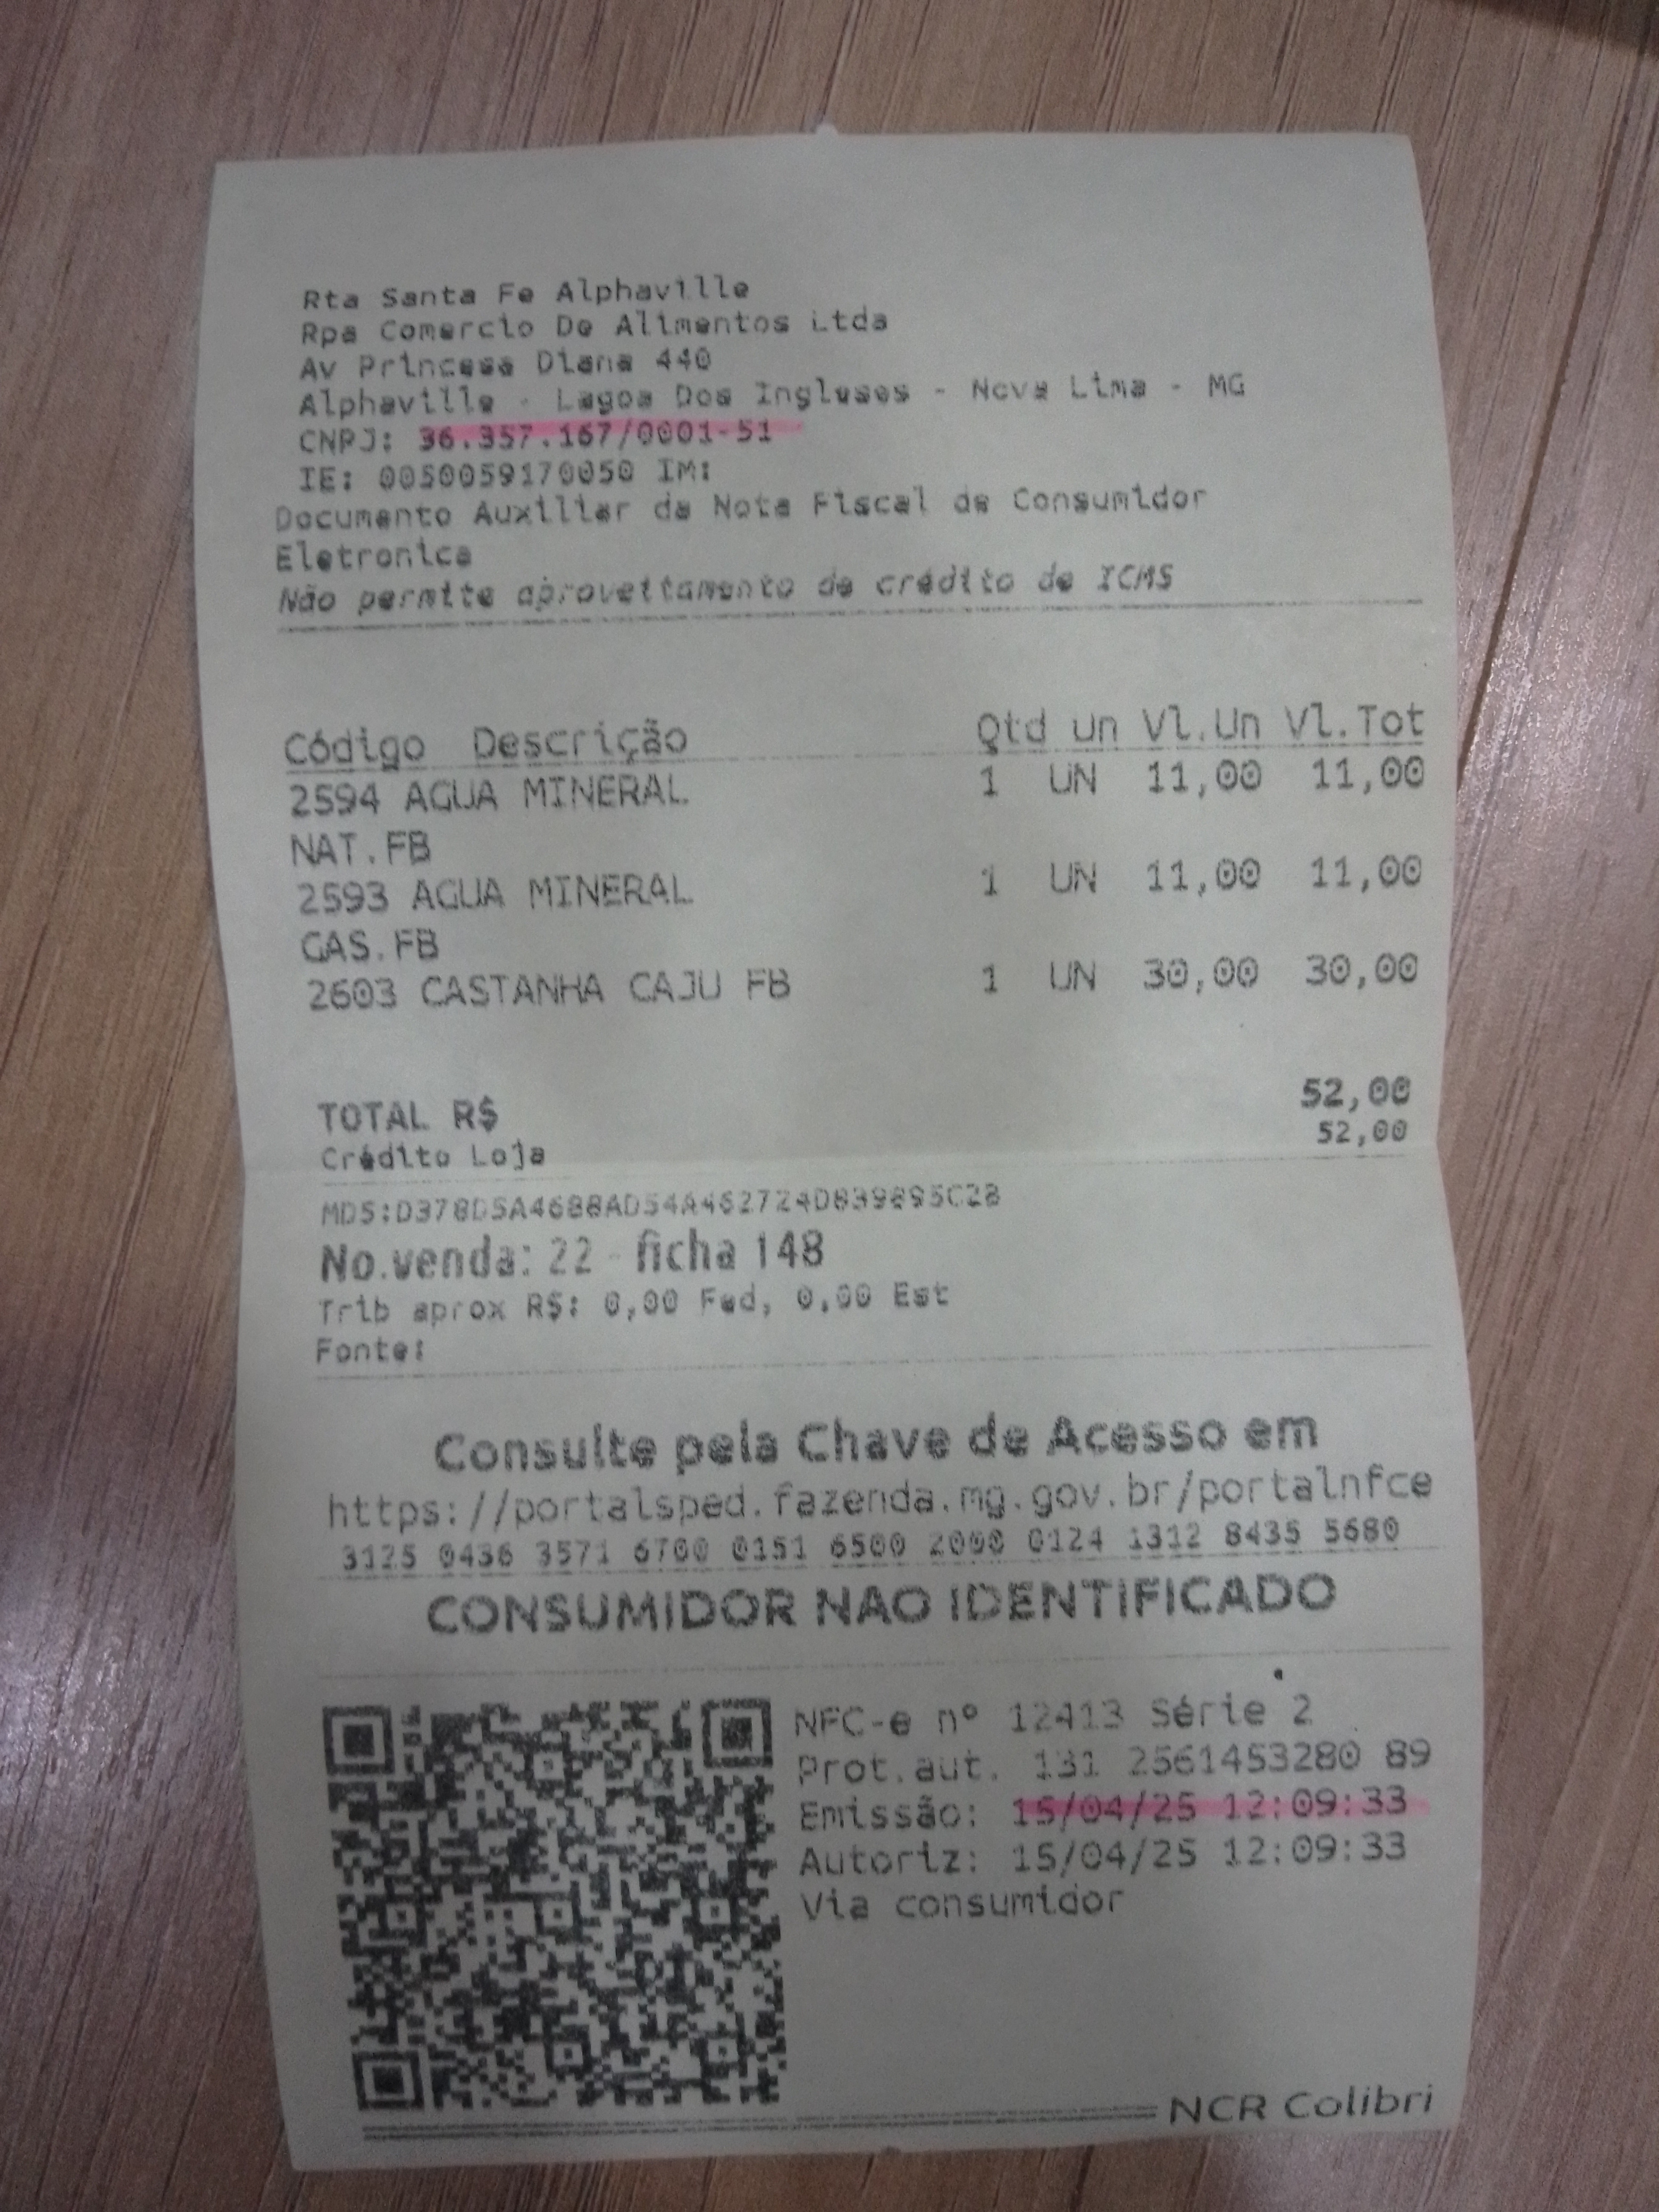 Rta Santa Fe Alphaville
Rpa Comercio De Alimentos Ltda
Av Princesa Diana 440
Alphaville - Lagoa Dos Ingleses - Nova Lima - MG
CNPJ: 36.357.167/0001-51
IE: 0050059170050 IM:
Documento Auxiliar da Nota Fiscal de Consumidor
Eletronica
Não permite aproveitamento de crédito de ICMS
Código Descrição Qtd un Vl.Un Vl.Tot
2594 AGUA MINERAL 1 UN 11,00 11,00
NAT.FB
2593 AGUA MINERAL 1 UN 11,00 11,00
GAS.FB
2603 CASTANHA CAJU FB 1 UN 30,00 30,00
TOTAL R$ 52,00
Crédito Loja 52,00
No.venda: 22 - ficha 148
Trib aprox R$: 0,00 Fed, 0,00 Est
Fonte:
Consulte pela Chave de Acesso em
https://portalsped.fazenda.mg.gov.br/portalnfce
3125 0436 3571 6700 0151 6500 2000 0124 1312 8435 5680
CONSUMIDOR NAO IDENTIFICADO
NFC-e nº 12413 Série 2
Prot.aut. 131 2561453280 89
Emissão: 15/04/25 12:09:33
Autoriz: 15/04/25 12:09:33
Via consumidor
NCR Colibri